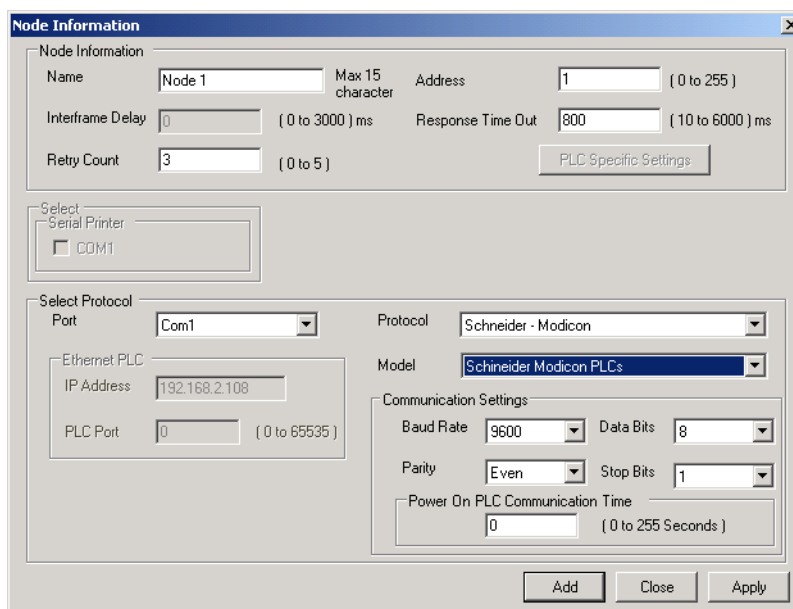 Node Information
Node Information
Name Node 1 Max 15 character Address 1 ( 0 to 255 )
Interframe Delay 0 ( 0 to 3000 ) ms Response Time Out 800 ( 10 to 6000 ) ms
Retry Count 3 ( 0 to 5 ) PLC Specific Settings
Select
Serial Printer
COM1
Select Protocol
Port Com1 Protocol Schneider - Modicon
Ethernet PLC Model Schineider Modicon PLCs
IP Address 192.168.2.108 Communication Settings
PLC Port 0 ( 0 to 65535 ) Baud Rate 9600 Data Bits 8
Parity Even Stop Bits 1
Power On PLC Communication Time
0 ( 0 to 255 Seconds )
Add Close Apply